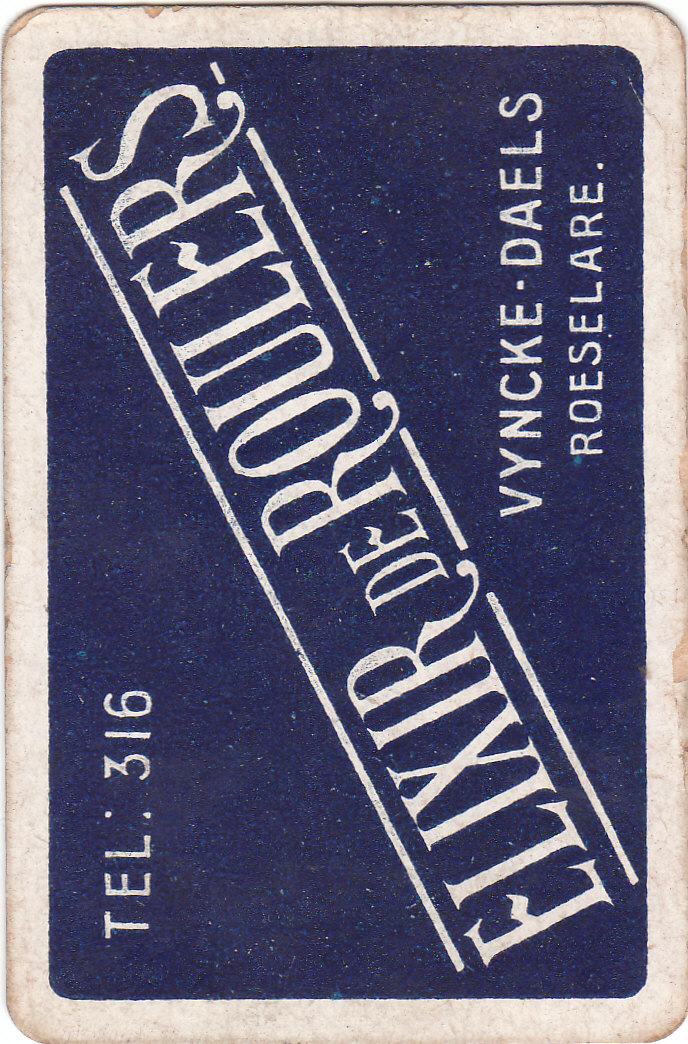 TEL: 316
ELIXIR DE ROULERS
VYNCKE-DAELS
ROESELARE.